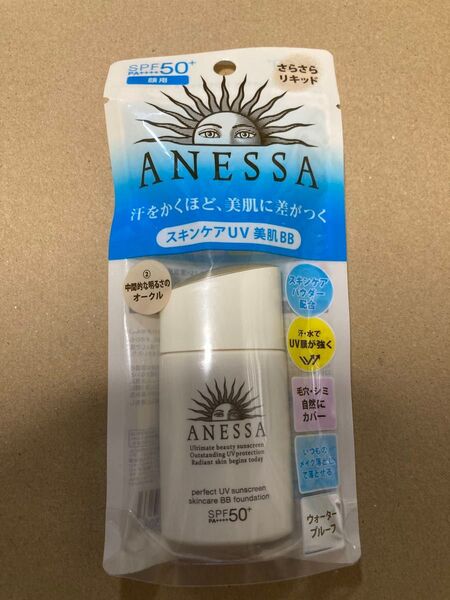 SPF50+
PA++++
顔用
さらさら
リキッド
ANESSA
汗をかくほど、美肌に差がつく
スキンケアUV 美肌BB
②
中間的な明るさの
オークル
スキンケア
パウダー
配合
汗・水で
UV膜が強く
毛穴・シミ
自然に
カバー
いつもの
メイク落とし
で落とせる
ウォーター
プルーフ
ANESSA
Ultimate beauty sunscreen
Outstanding UV protection
Radiant skin begins today
perfect UV sunscreen
skincare BB foundation
SPF50+
PA++++